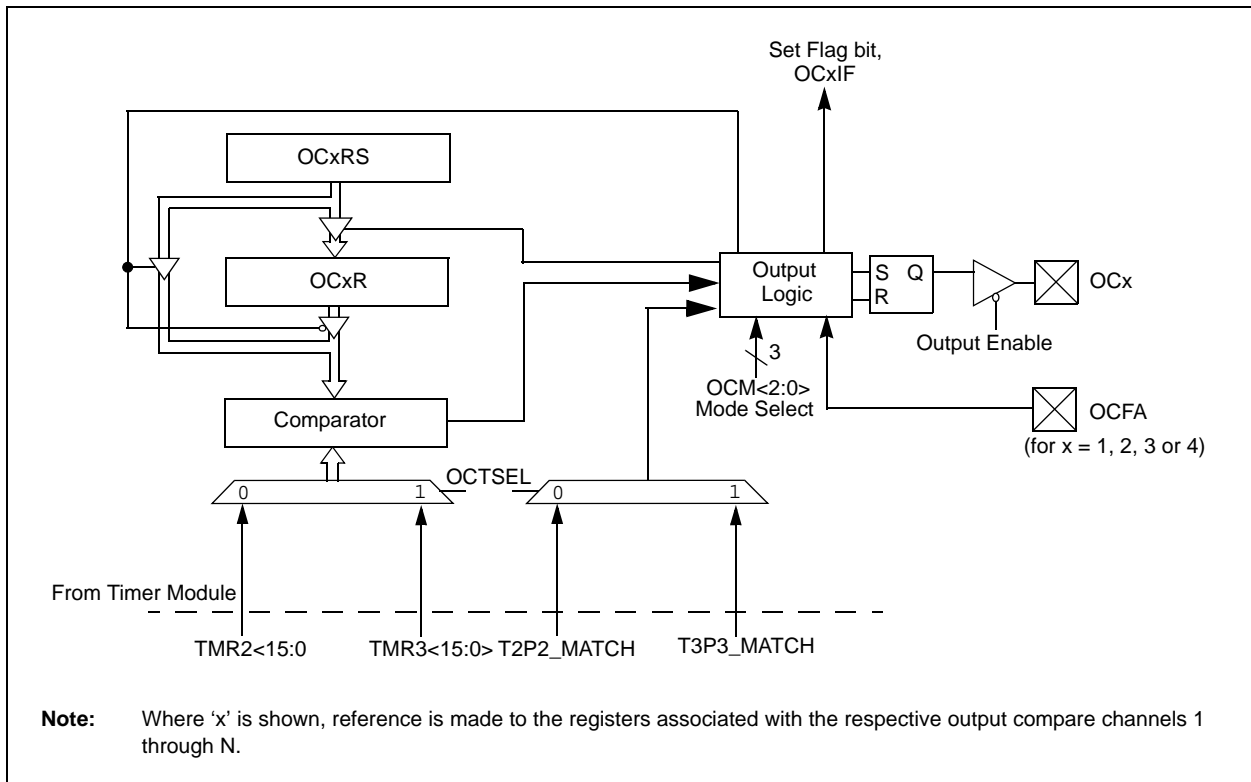 Set Flag bit,
OCxIF
OCxRS
OCxR
Output
Logic
S Q
R
OCx
Output Enable
3
OCM<2:0>
Mode Select
OCFA
(for x = 1, 2, 3 or 4)
Comparator
OCTSEL
0 1
0 1
From Timer Module
TMR2<15:0
TMR3<15:0>
T2P2_MATCH
T3P3_MATCH
Note: Where ‘x’ is shown, reference is made to the registers associated with the respective output compare channels 1
through N.